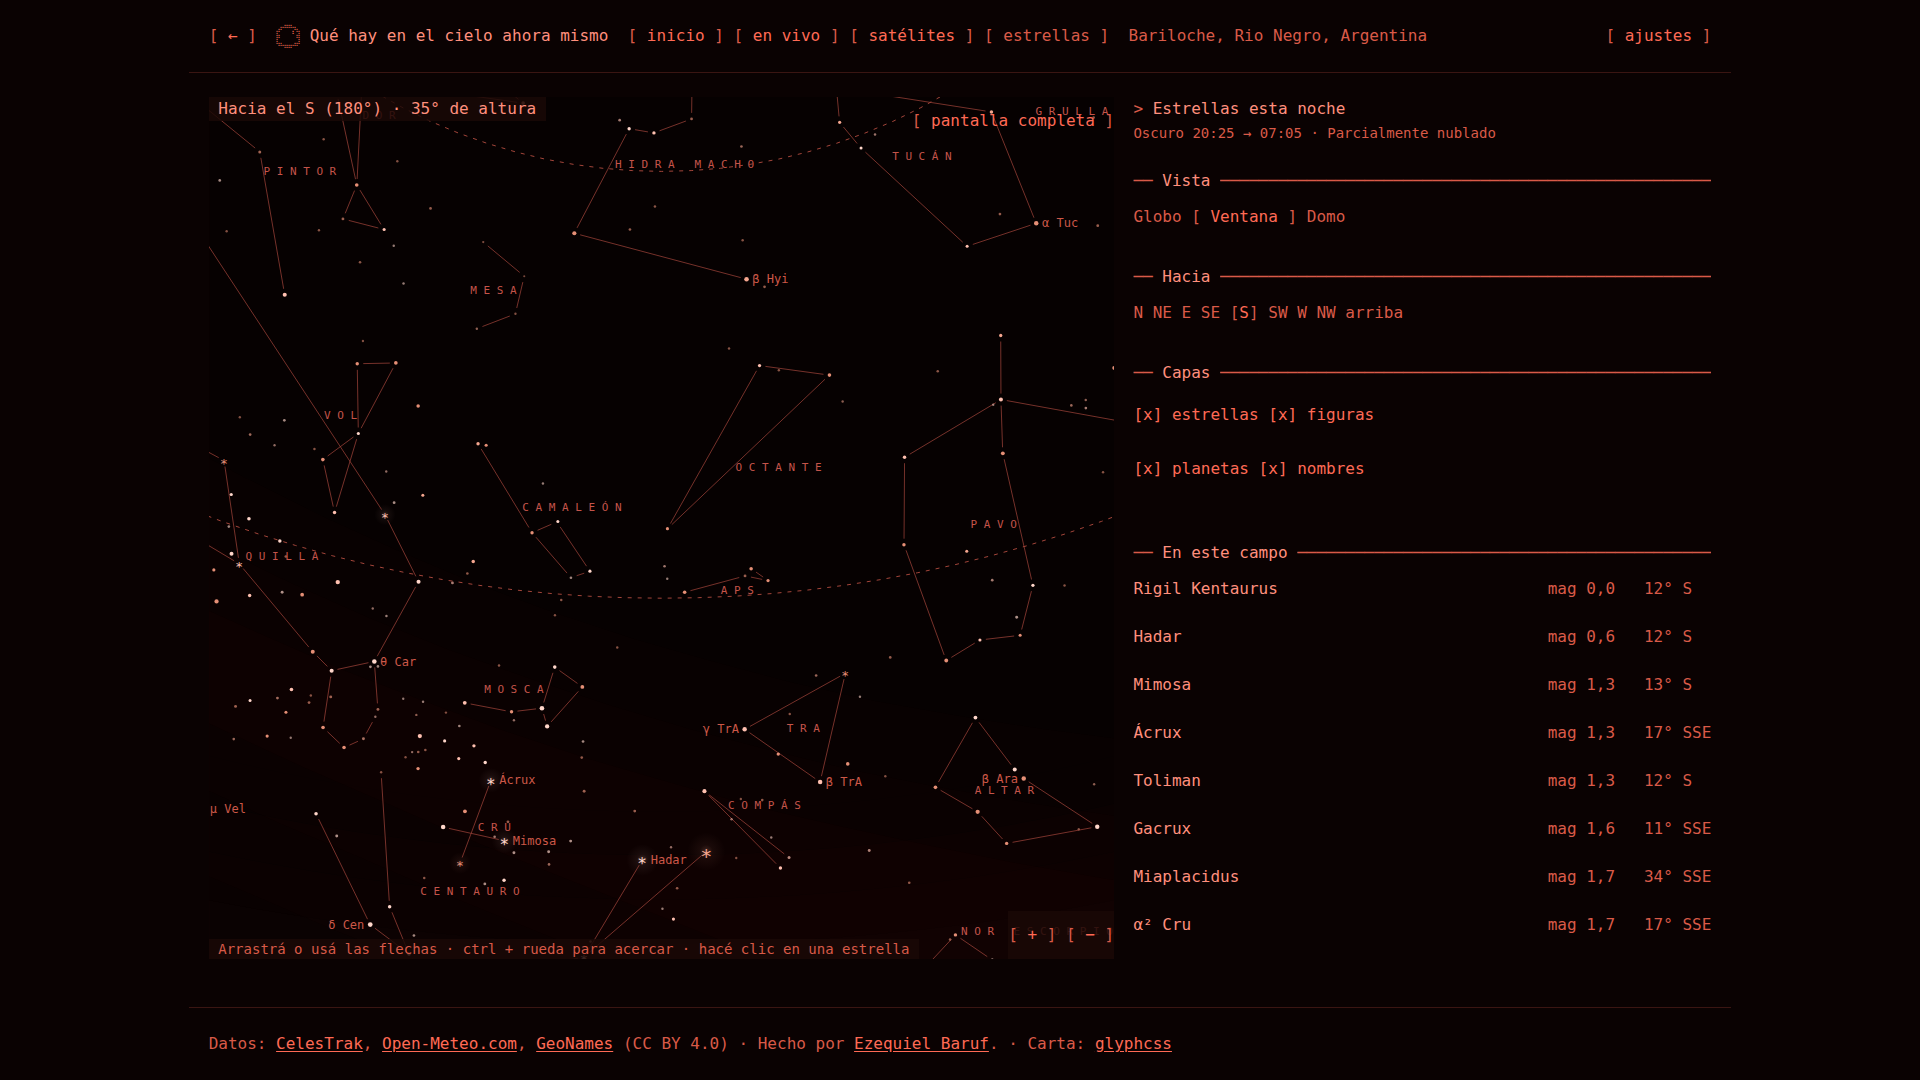 [ ← ] Qué hay en el cielo ahora mismo [ inicio ] [ en vivo ] [ satélites ] [ estrellas ] Bariloche, Rio Negro, Argentina [ ajustes ]
Hacia el S (180°) · 35° de altura
GRULLA
[ pantalla completa ]
HIDRA MACHO
TUCÁN
PINTOR
α Tuc
β Hyi
MESA
VOL
OCTANTE
CAMALEÓN
PAVO
QUILLA
APS
θ Car
MOSCA
γ TrA
TRA
Ácrux
β TrA
β Ara
ALTAR
μ Vel
COMPÁS
CRU
Mimosa
Hadar
CENTAURO
δ Cen
NOR
[ + ] [ − ]
Arrastrá o usá las flechas · ctrl + rueda para acercar · hacé clic en una estrella
> Estrellas esta noche
Oscuro 20:25 → 07:05 · Parcialmente nublado
Vista
Globo [ Ventana ] Domo
Hacia
N NE E SE [S] SW W NW arriba
Capas
[x] estrellas [x] figuras
[x] planetas [x] nombres
En este campo
Rigil Kentaurus mag 0,0 12° S
Hadar mag 0,6 12° S
Mimosa mag 1,3 13° S
Ácrux mag 1,3 17° SSE
Toliman mag 1,3 12° S
Gacrux mag 1,6 11° SSE
Miaplacidus mag 1,7 34° SSE
α² Cru mag 1,7 17° SSE
Datos: CelesTrak, Open-Meteo.com, GeoNames (CC BY 4.0) · Hecho por Ezequiel Baruf. · Carta: glyphcss